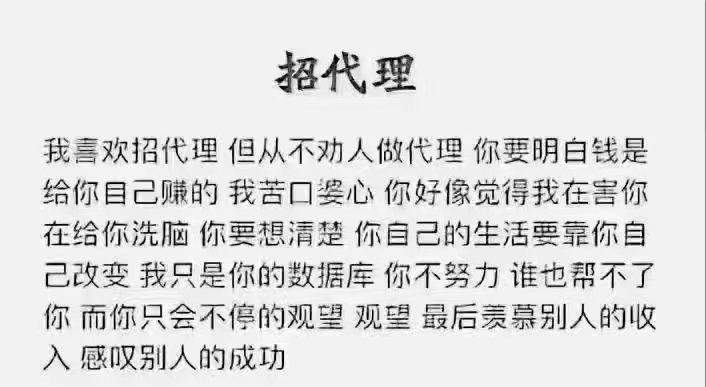 招代理
我喜欢招代理 但从不劝人做代理 你要明白钱是
给你自己赚的 我苦口婆心 你好像觉得我在害你
在给你洗脑 你要想清楚 你自己的生活要靠你自
己改变 我只是你的数据库 你不努力 谁也帮不了
你 而你只会不停的观望 观望 最后羡慕别人的收
入 感叹别人的成功